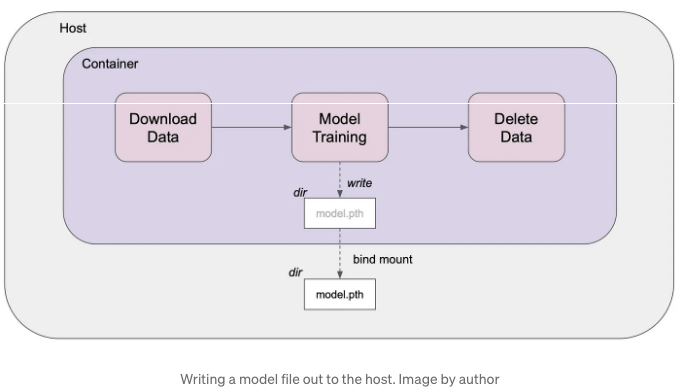 Host
Container
Download
Data
Model
Training
Delete
Data
write
dir
model.pth
bind mount
dir
model.pth
Writing a model file out to the host. Image by author